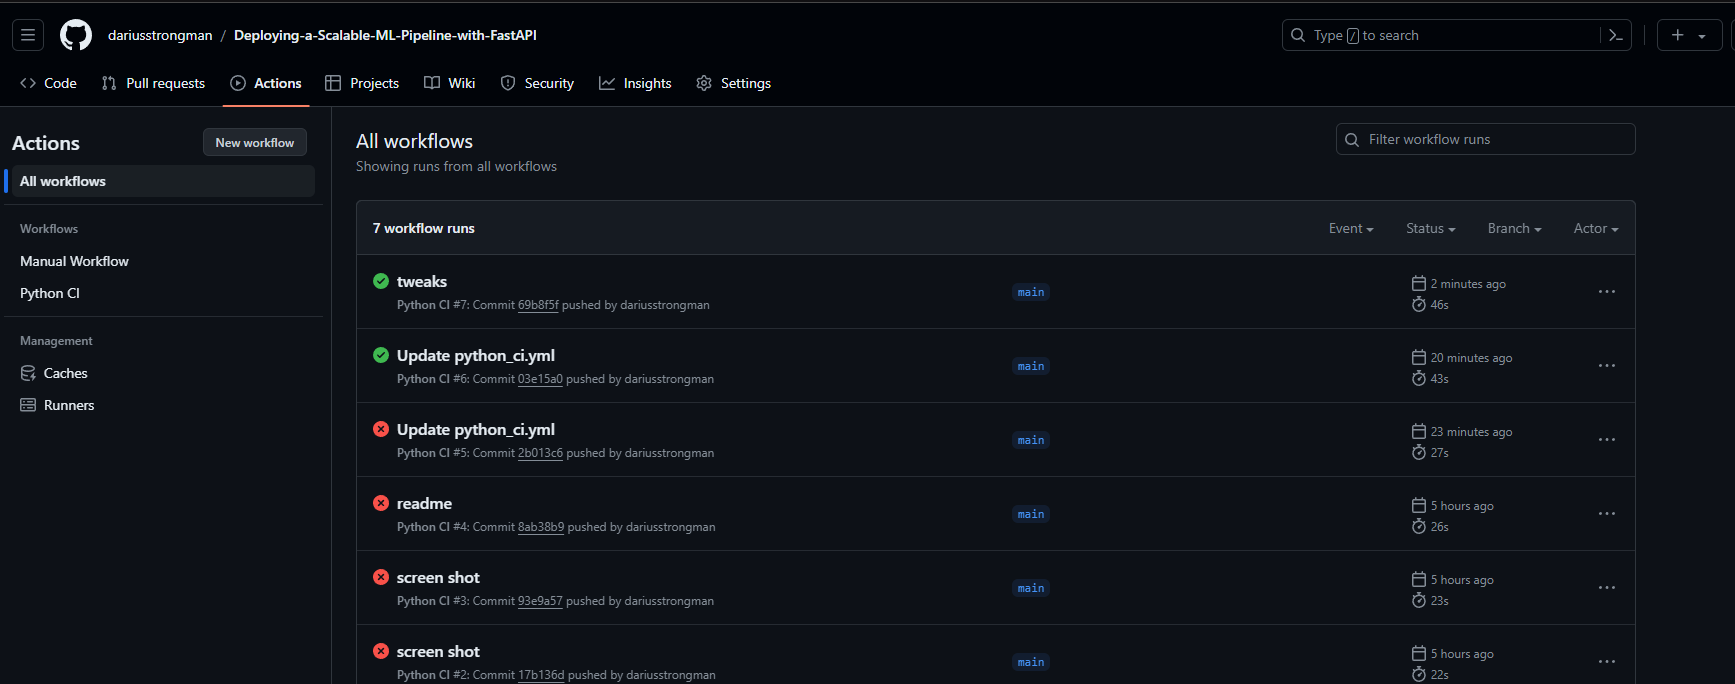 dariusstrongman / Deploying-a-Scalable-ML-Pipeline-with-FastAPI
Type / to search
Code Pull requests Actions Projects Wiki Security Insights Settings
Actions
New workflow
All workflows
Workflows
Manual Workflow
Python CI
Management
Caches
Runners
All workflows
Showing runs from all workflows
Filter workflow runs
7 workflow runs
Event Status Branch Actor
tweaks
Python CI #7: Commit 69b8f5f pushed by dariusstrongman
main
2 minutes ago
46s
Update python_ci.yml
Python CI #6: Commit 03e15a0 pushed by dariusstrongman
main
20 minutes ago
43s
Update python_ci.yml
Python CI #5: Commit 2b013c6 pushed by dariusstrongman
main
23 minutes ago
27s
readme
Python CI #4: Commit 8ab38b9 pushed by dariusstrongman
main
5 hours ago
26s
screen shot
Python CI #3: Commit 93e9a57 pushed by dariusstrongman
main
5 hours ago
23s
screen shot
Python CI #2: Commit 17b136d pushed by dariusstrongman
main
5 hours ago
22s